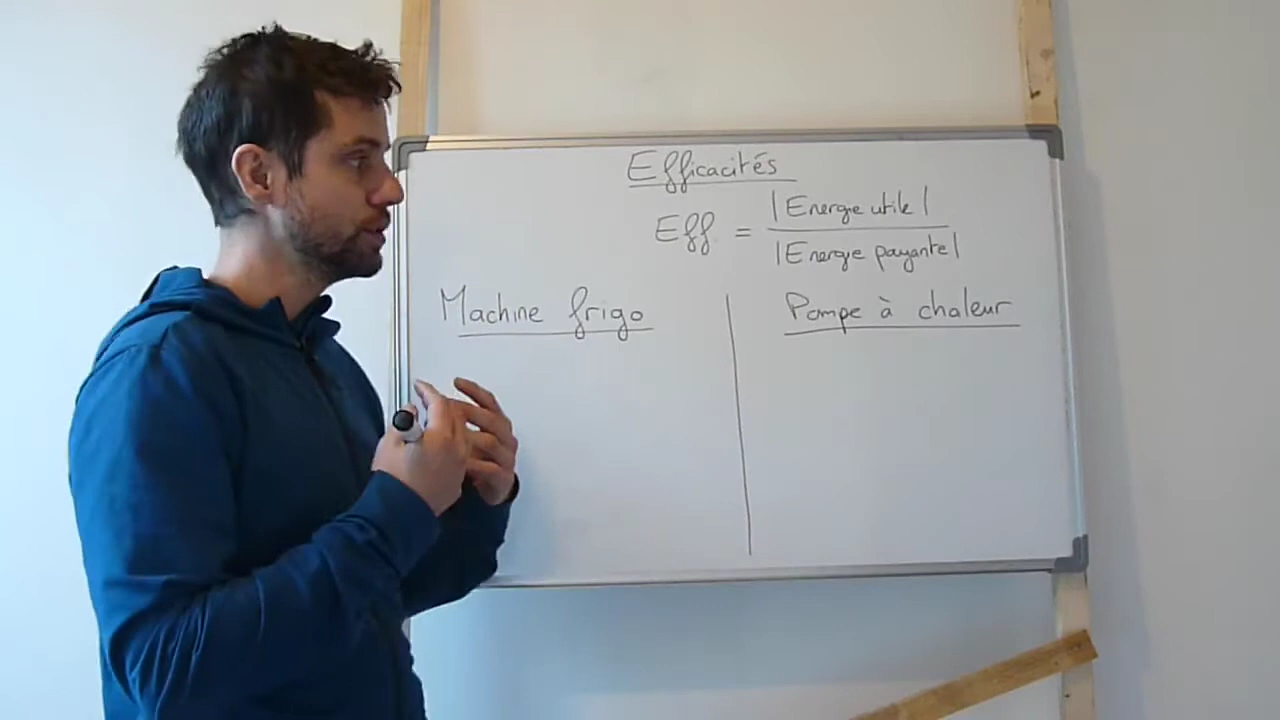 Efficacités
Eff = |Energie utile|
|Energie payante|
Machine frigo
Pompe à chaleur